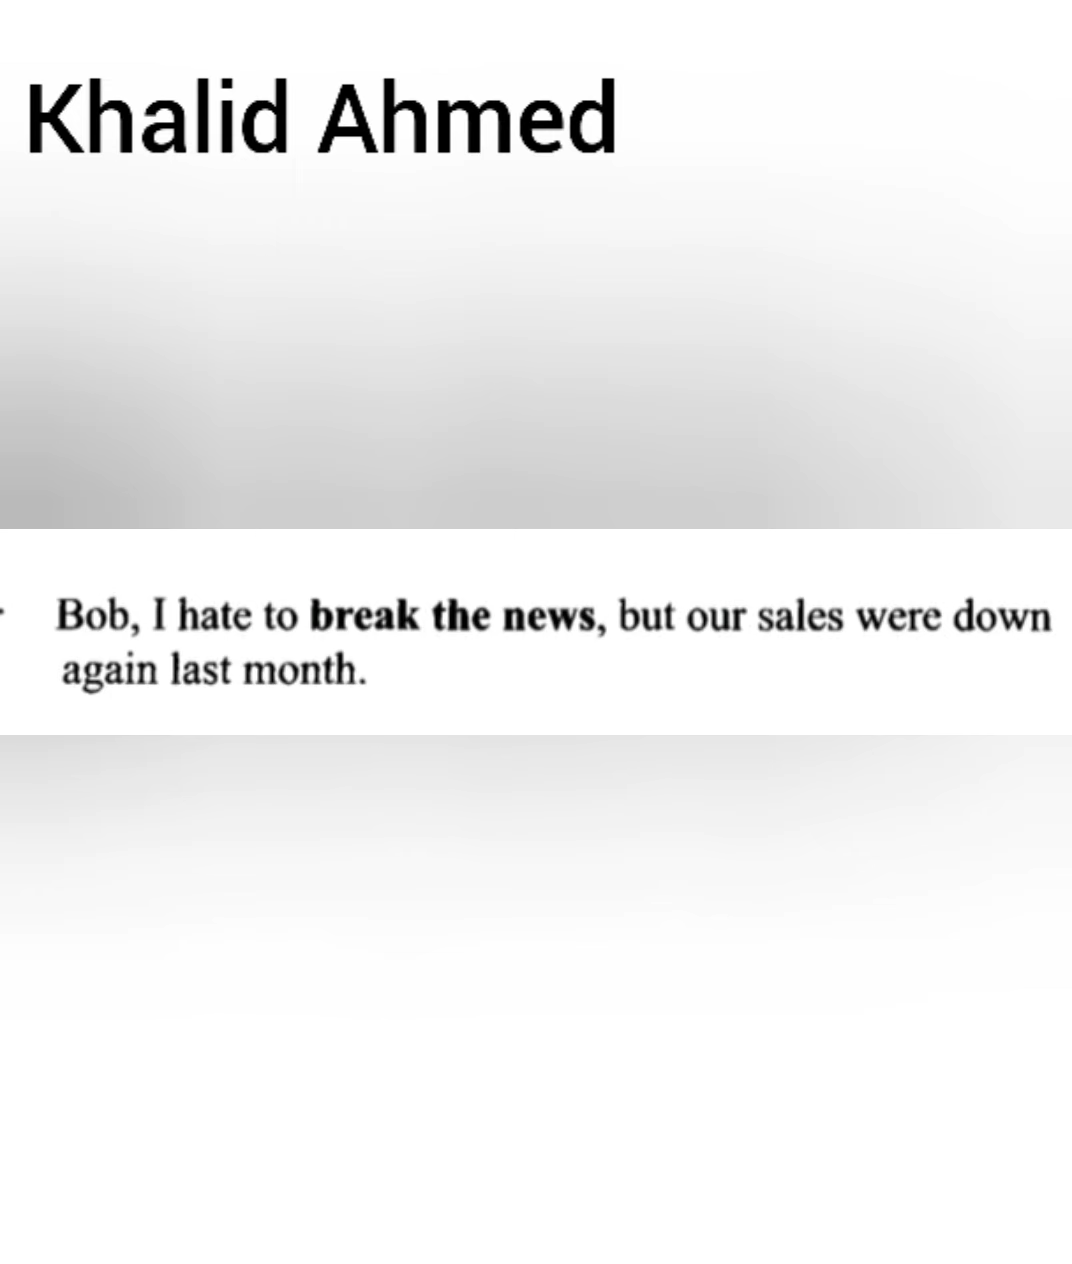 Khalid Ahmed
Bob, I hate to break the news, but our sales were down
again last month.